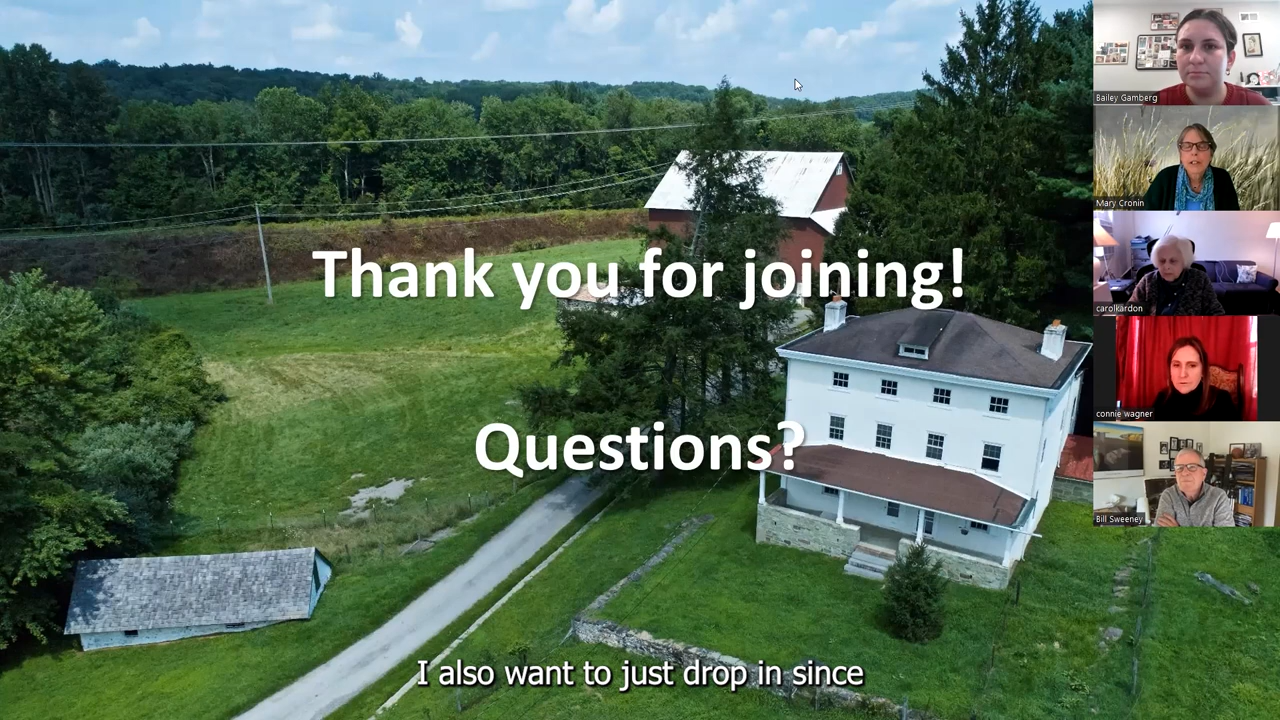 Thank you for joining!
Questions?
I also want to just drop in since
Bailey Gamberg
Mary Cronin
carolkardon
connie wagner
Bill Sweeney